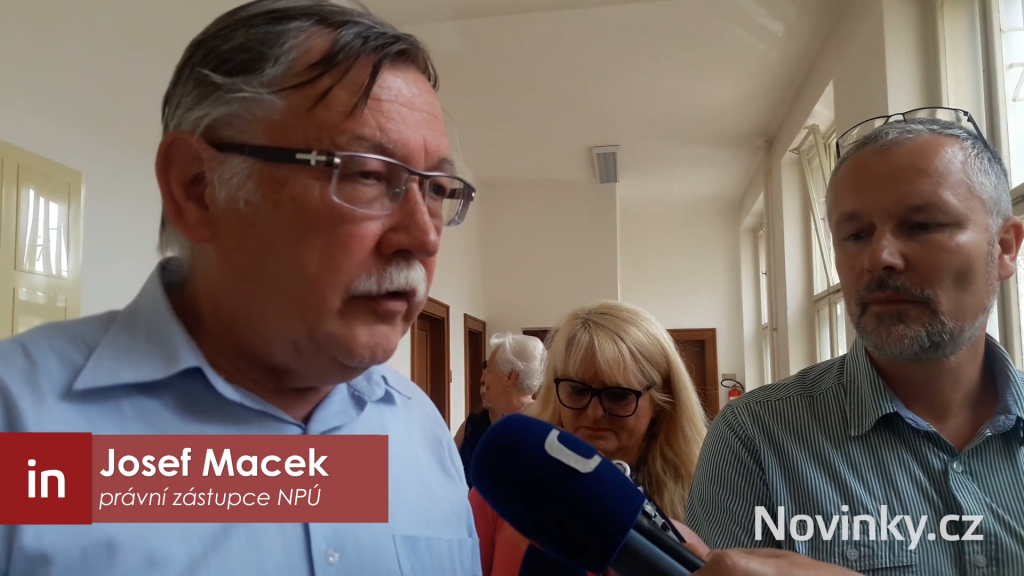 in
Josef Macek
právní zástupce NPÚ
Novinky.cz